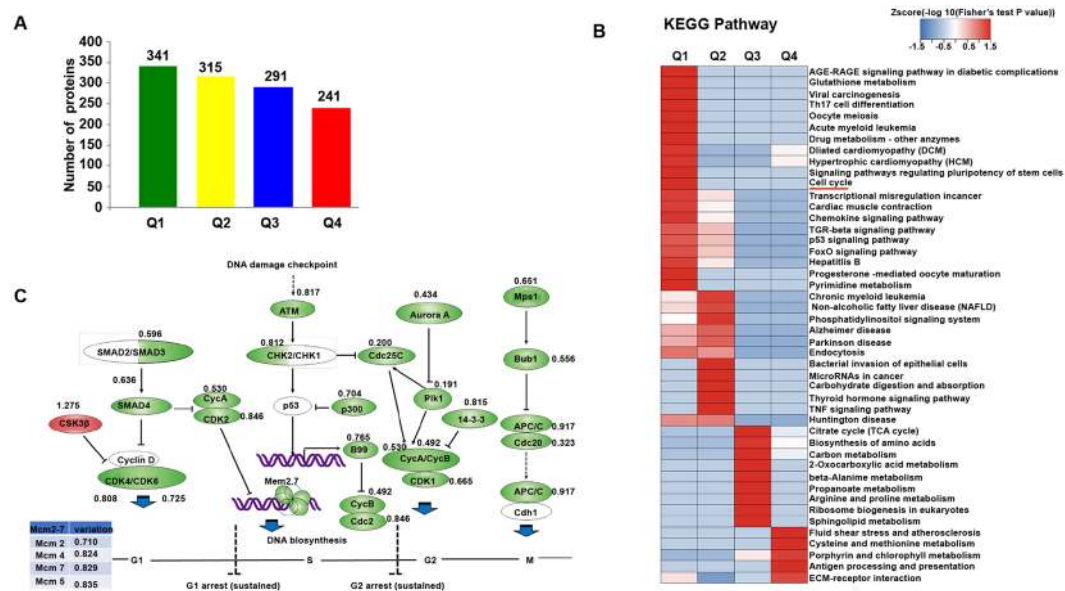 A
Number of proteins
400
350
300
250
200
150
100
50
0
341
315
291
241
Q1
Q2
Q3
Q4
B
KEGG Pathway
Zscore(-log 10(Fisher's test P value))
-1.5
-0.5
0.5
1.5
Q1 Q2 Q3 Q4
AGE-RAGE signaling pathway in diabetic complications
Glutathione metabolism
Viral carcinogenesis
Th17 cell differentiation
Oocyte meiosis
Acute myeloid leukemia
Drug metabolism - other anzymes
Dliated cardiomyopathy (DCM)
Hypertrophic cardiomyopathy (HCM)
Signaling pathways regulating pluripotency of stem cells
Cell cycle
Transcriptional misregulation incancer
Cardiac muscle contraction
Chemokine signaling pathway
TGR-beta signaling pathway
p53 signaling pathway
FoxO signaling pathway
Hepatitlis B
Progesterone -mediated oocyte maturation
Pyrimidine metabolism
Chronic myeloid leukemia
Non-alcoholic fatty liver disease (NAFLD)
Phosphatidylinositol signaling system
Alzheimer disease
Parkinson disease
Endocytosis
Bacterial invasion of epithelial cells
MicroRNAs in cancer
Carbohydrate digestion and absorption
Thyroid hormone signaling pathway
TNF signaling pathway
Huntington disease
Citrate cycle (TCA cycle)
Biosynthesis of amino acids
Carbon metabolism
2-Oxocarboxylic acid metabolism
beta-Alanine metabolism
Propanoate metabolism
Arginine and proline metabolism
Ribosome biogenesis in eukaryotes
Sphingolipid metabolism
Fluid shear stress and atherosclerosis
Cysteine and methionine metabolism
Porphyrin and chlorophyll metabolism
Antigen processing and presentation
ECM-receptor interaction
C
DNA damage checkpoint
0.817
ATM
0.812
CHK2/CHK1
0.596
SMAD2/SMAD3
0.636
SMAD4
1.275
CSK3β
Cyclin D
CDK4/CDK6
0.808
0.725
0.530
CycA
CDK2
0.846
p53
0.704
p300
0.200
Cdc25C
0.434
Aurora A
0.191
Plk1
0.815
14-3-3
0.765
B99
0.530
0.492
CycA/CycB
CDK1
0.665
0.492
CycB
Cdc2
0.846
Mem2.7
DNA biosynthesis
0.651
Mps1
Bub1
0.556
APC/C
0.917
Cdc20
0.323
APC/C
0.917
Cdh1
Mcm2-7 variation
Mcm 2 0.710
Mcm 4 0.824
Mcm 7 0.829
Mcm 5 0.835
G1
S
G2
M
G1 arrest (sustained)
G2 arrest (sustained)